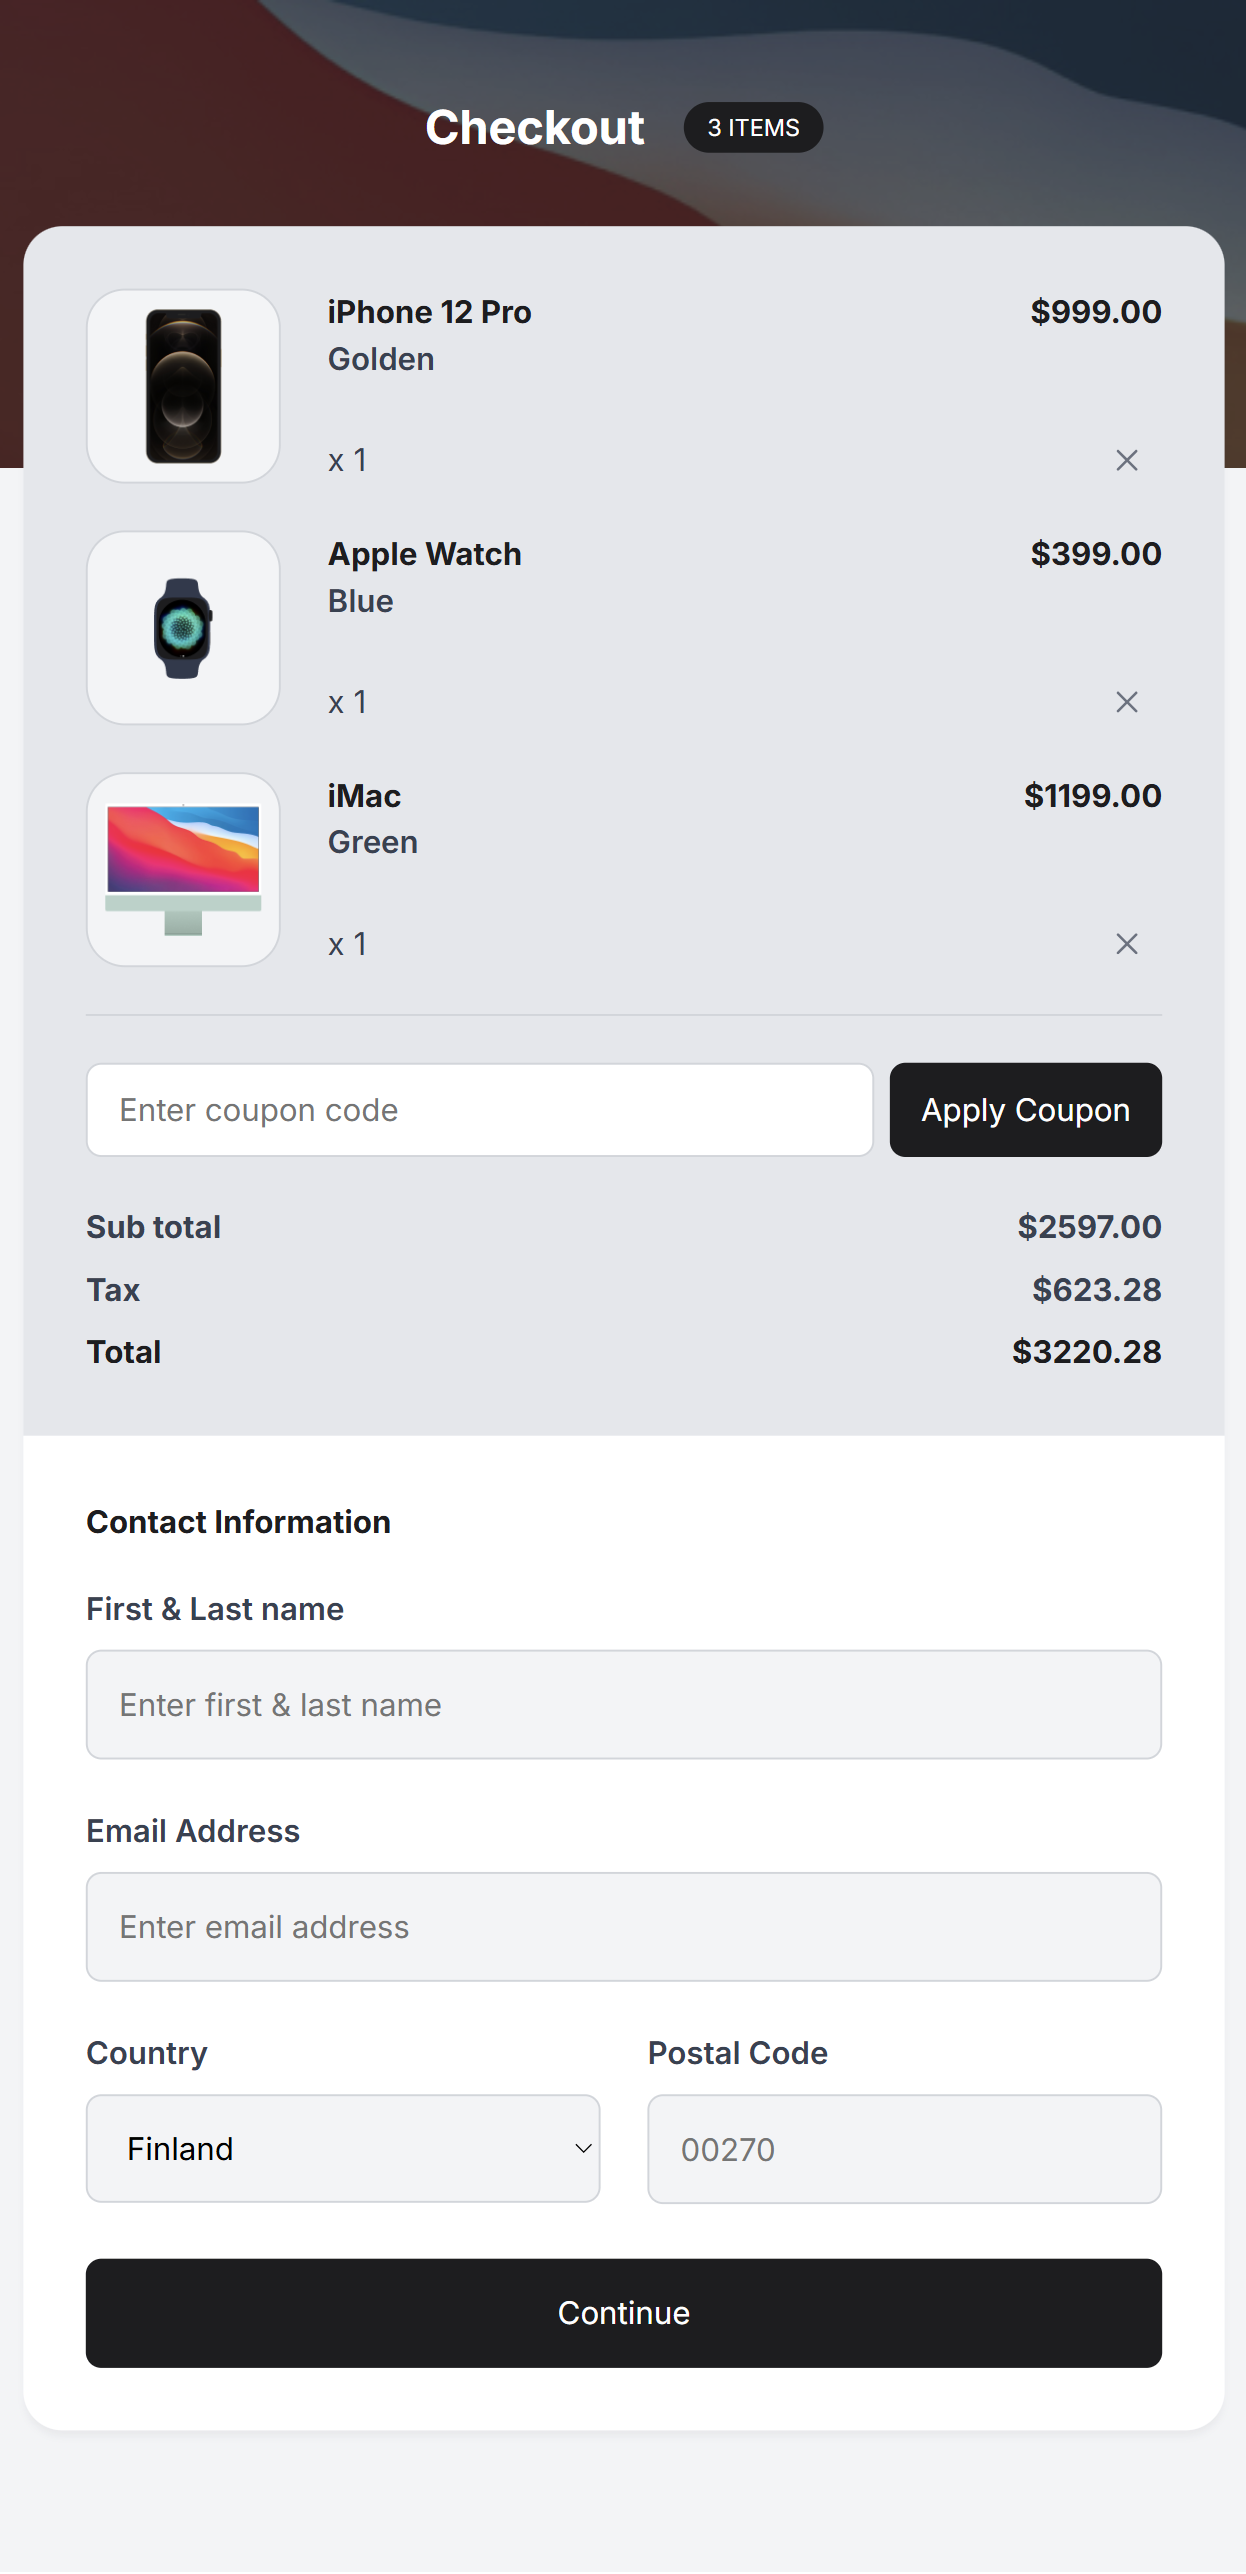 Checkout 3 ITEMS
iPhone 12 Pro $999.00
Golden
x 1
Apple Watch $399.00
Blue
x 1
iMac $1199.00
Green
x 1
Enter coupon code Apply Coupon
Sub total $2597.00
Tax $623.28
Total $3220.28
Contact Information
First & Last name
Enter first & last name
Email Address
Enter email address
Country Postal Code
Finland 00270
Continue